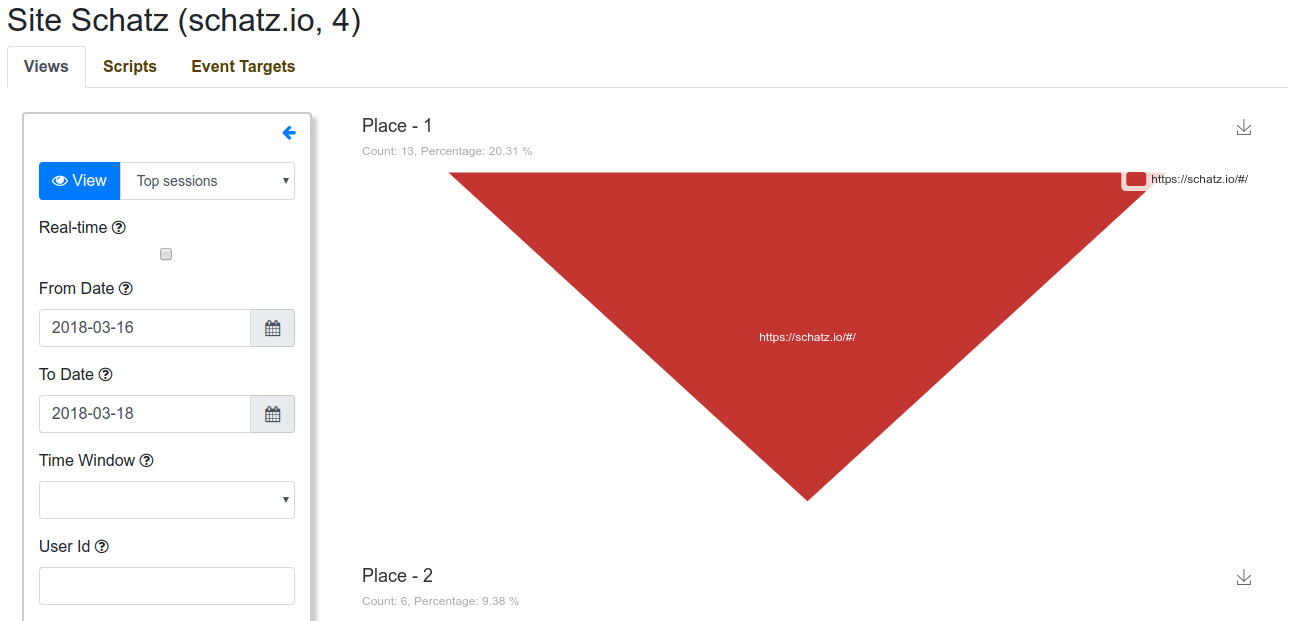 Site Schatz (schatz.io, 4)
Views Scripts Event Targets
View Top sessions
Real-time
From Date
2018-03-16
To Date
2018-03-18
Time Window
User Id
Place - 1
Count: 13, Percentage: 20.31 %
https://schatz.io/#/
https://schatz.io/#/
Place - 2
Count: 6, Percentage: 9.38 %